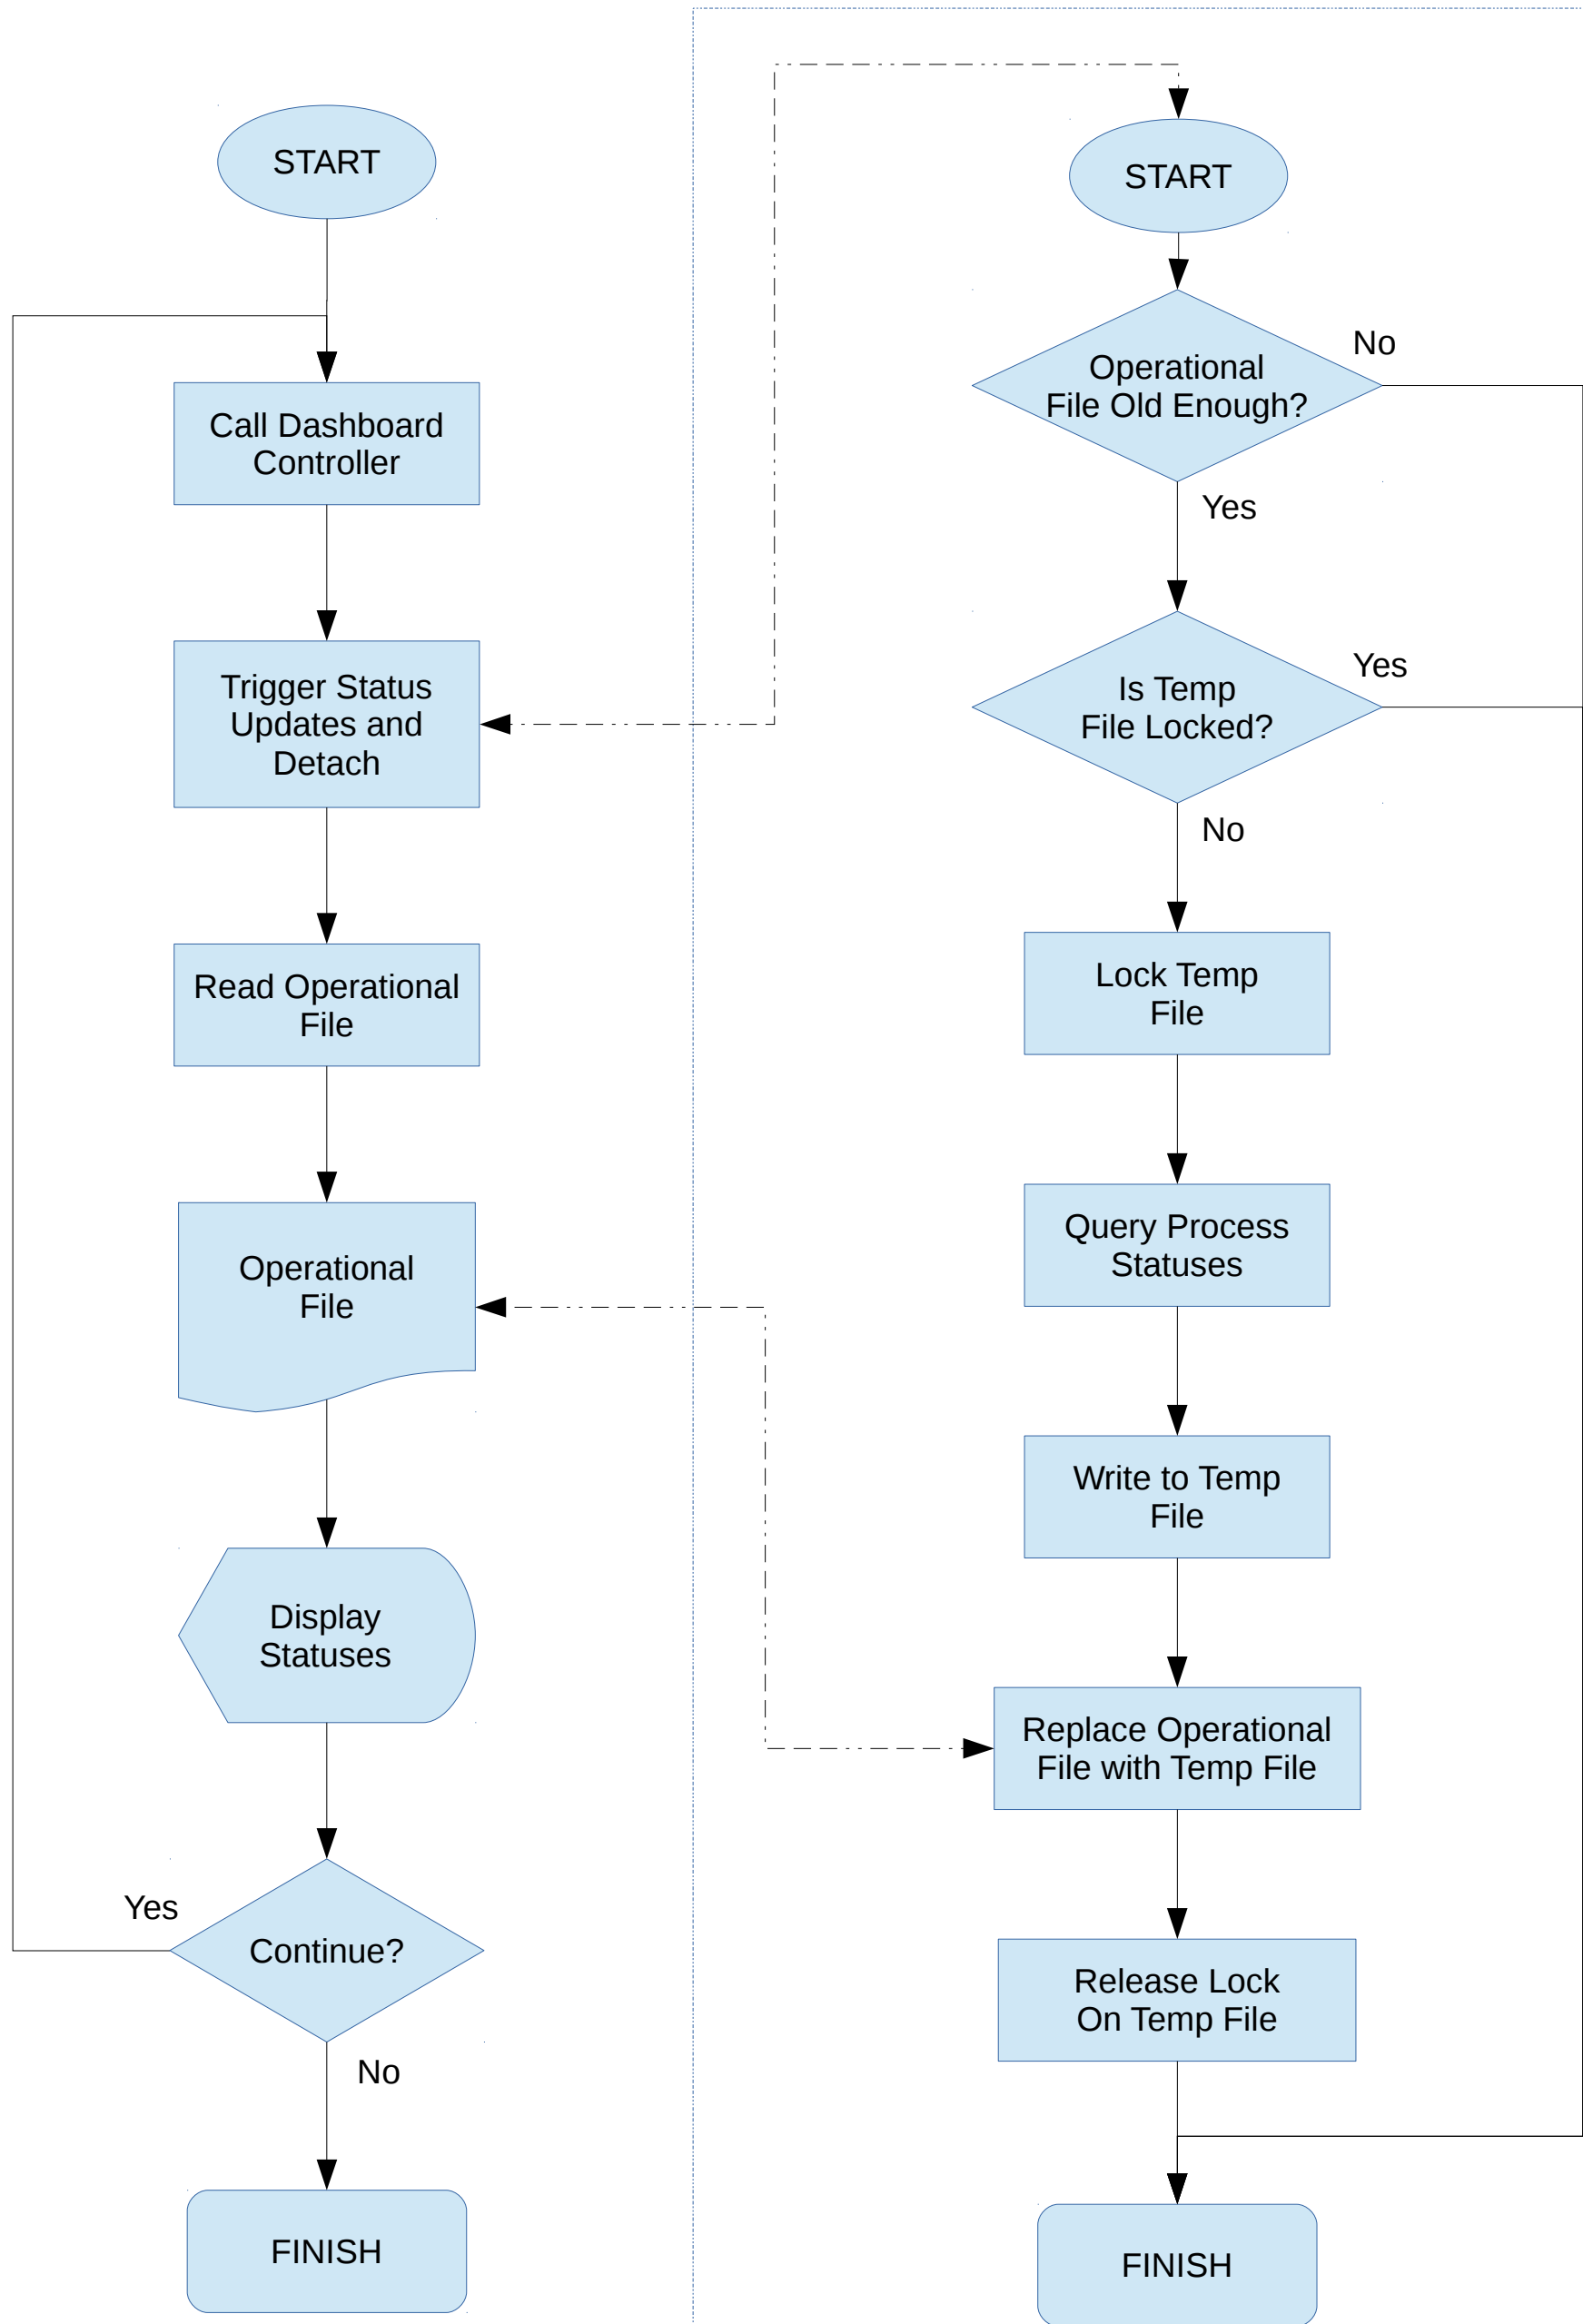 START
Call Dashboard
Controller
Trigger Status
Updates and
Detach
Read Operational
File
Operational
File
Display
Statuses
Yes
Continue?
No
FINISH
START
No
Operational
File Old Enough?
Yes
Yes
Is Temp
File Locked?
No
Lock Temp
File
Query Process
Statuses
Write to Temp
File
Replace Operational
File with Temp File
Release Lock
On Temp File
FINISH